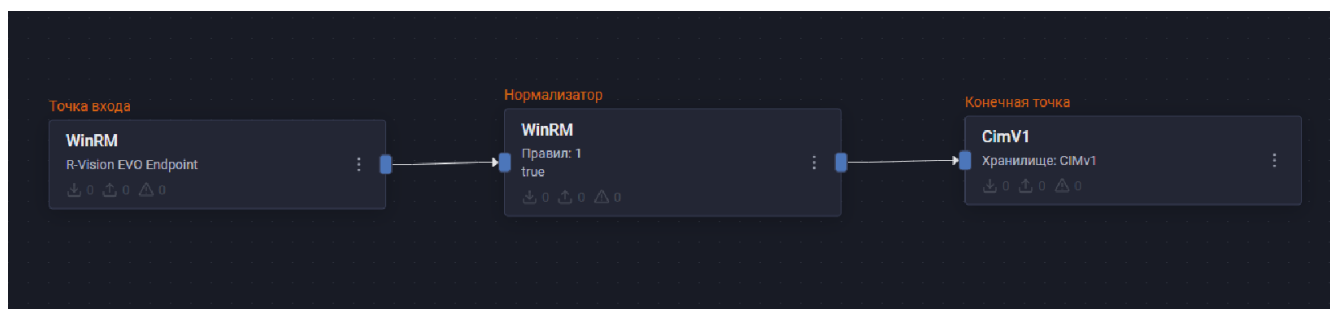 Точка входа
WinRM
R-Vision EVO Endpoint
0 0 0
Нормализатор
WinRM
Правил: 1
true
0 0 0
Конечная точка
CimV1
Хранилище: CIMv1
0 0 0